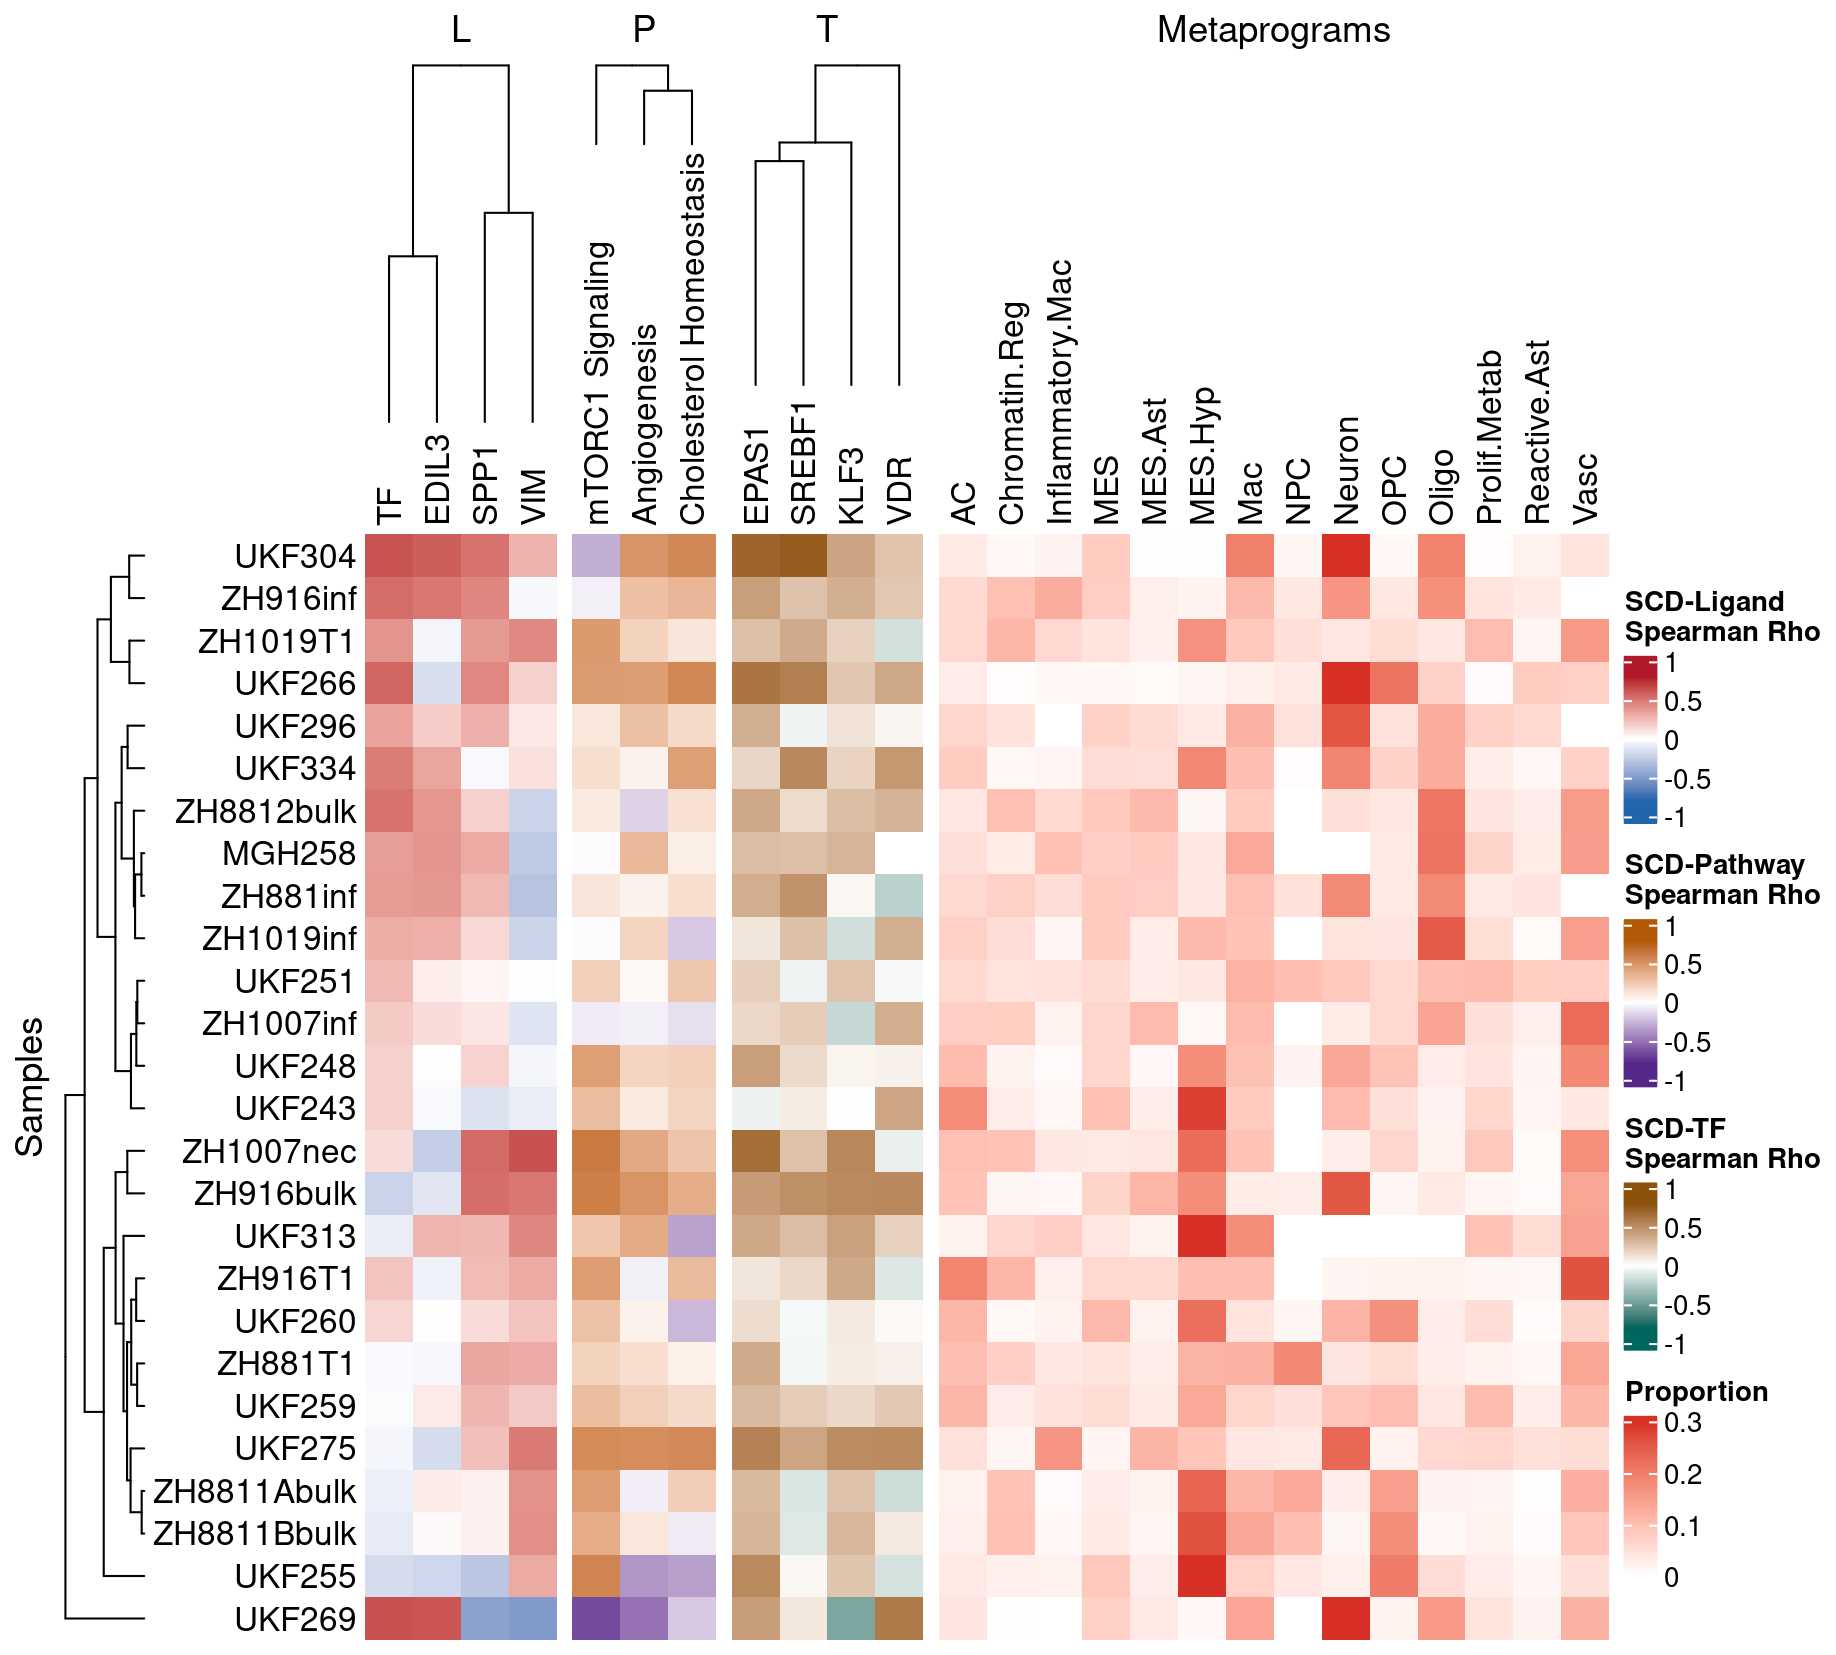 L
P
T
Metaprograms
TF
EDIL3
SPP1
VIM
mTORC1 Signaling
Angiogenesis
Cholesterol Homeostasis
EPAS1
SREBF1
KLF3
VDR
AC
Chromatin.Reg
Inflammatory.Mac
MES
MES.Ast
MES.Hyp
Mac
NPC
Neuron
OPC
Oligo
Prolif.Metab
Reactive.Ast
Vasc
Samples
UKF304
ZH916inf
ZH1019T1
UKF266
UKF296
UKF334
ZH8812bulk
MGH258
ZH881inf
ZH1019inf
UKF251
ZH1007inf
UKF248
UKF243
ZH1007nec
ZH916bulk
UKF313
ZH916T1
UKF260
ZH881T1
UKF259
UKF275
ZH8811Abulk
ZH8811Bbulk
UKF255
UKF269
SCD-Ligand
Spearman Rho
1
0.5
0
-0.5
-1
SCD-Pathway
Spearman Rho
1
0.5
0
-0.5
-1
SCD-TF
Spearman Rho
1
0.5
0
-0.5
-1
Proportion
0.3
0.2
0.1
0